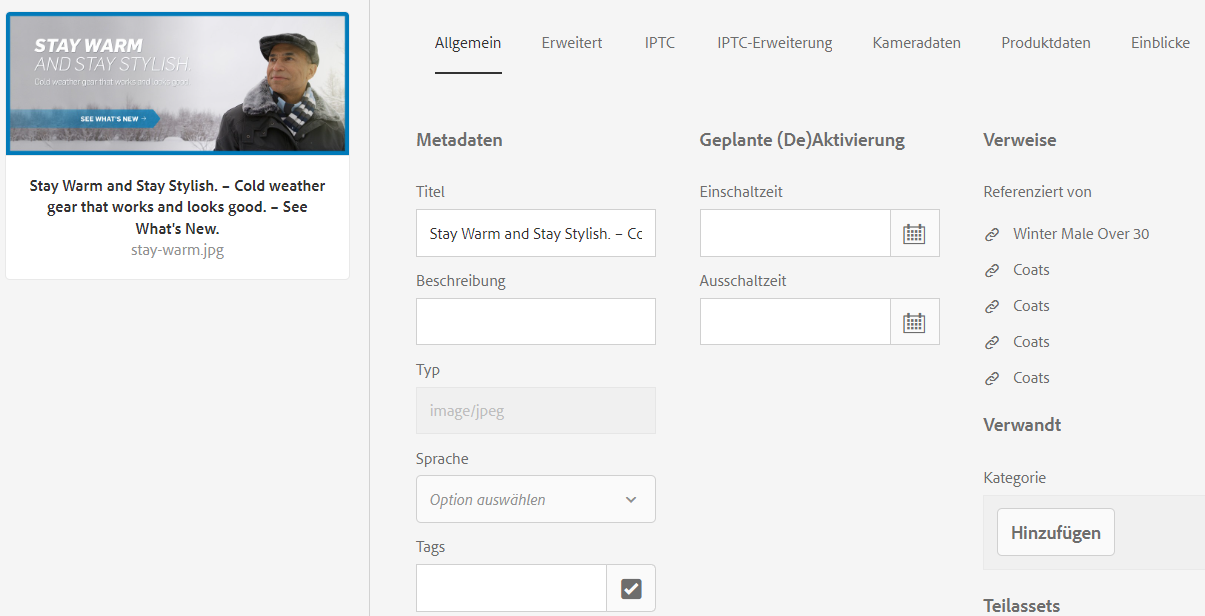 STAY WARM
AND STAY STYLISH.
Cold weather gear that works and looks good.
SEE WHAT'S NEW →
Stay Warm and Stay Stylish. – Cold weather
gear that works and looks good. – See
What's New.
stay-warm.jpg
Allgemein Erweitert IPTC IPTC-Erweiterung Kameradaten Produktdaten Einblicke
Metadaten
Titel
Stay Warm and Stay Stylish. – Cc
Beschreibung
Typ
image/jpeg
Sprache
Option auswählen
Tags
Geplante (De)Aktivierung
Einschaltzeit
Ausschaltzeit
Verweise
Referenziert von
Winter Male Over 30
Coats
Coats
Coats
Coats
Verwandt
Kategorie
Hinzufügen
Teilassets